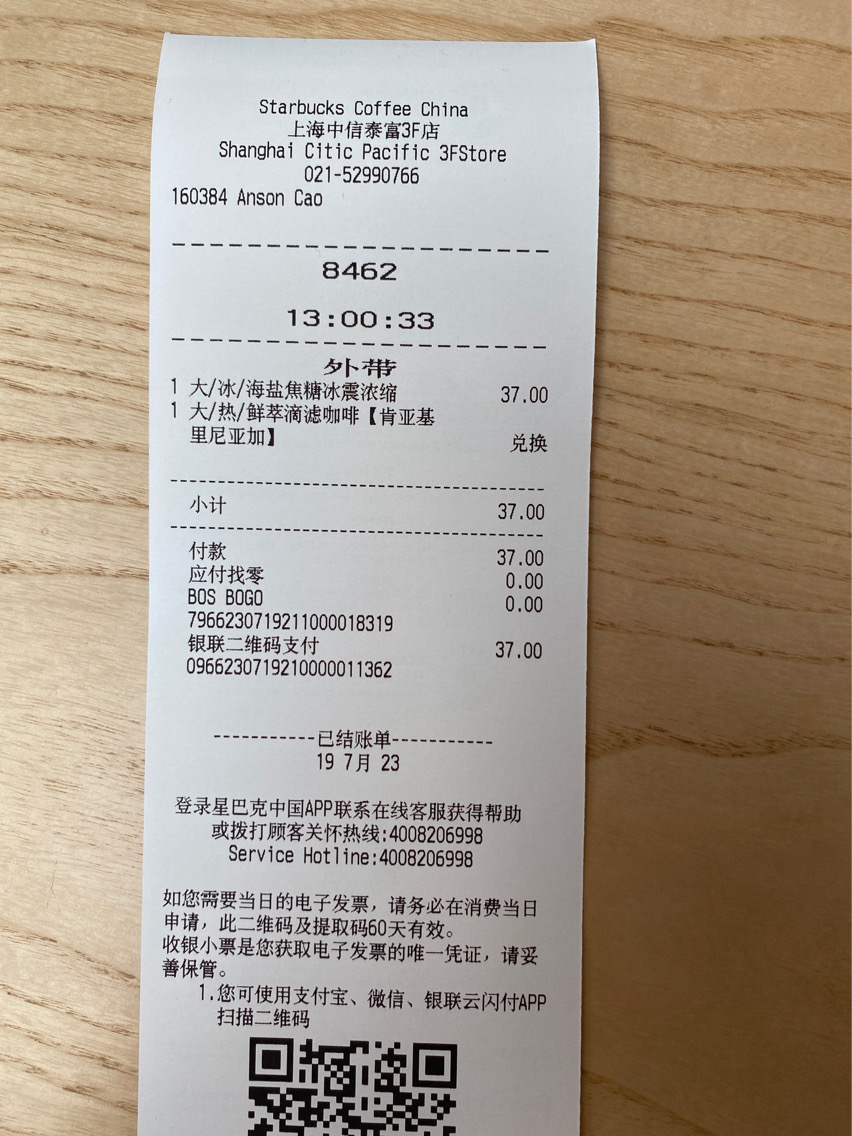 Starbucks Coffee China
上海中信泰富3F店
Shanghai Citic Pacific 3FStore
021-52990766
160384 Anson Cao
8462
13:00:33
外带
1 大/冰/海盐焦糖冰震浓缩 37.00
1 大/热/鲜萃滴滤咖啡【肯亚基
里尼亚加】 兑换
小计 37.00
付款 37.00
应付找零 0.00
BOS BOGO 0.00
7966230719211000018319
银联二维码支付 37.00
0966230719210000011362
-----------已结账单-----------
19 7月 23
登录星巴克中国APP联系在线客服获得帮助
或拨打顾客关怀热线:4008206998
Service Hotline:4008206998
如您需要当日的电子发票，请务必在消费当日
申请，此二维码及提取码60天有效。
收银小票是您获取电子发票的唯一凭证，请妥
善保管。
1.您可使用支付宝、微信、银联云闪付APP
扫描二维码